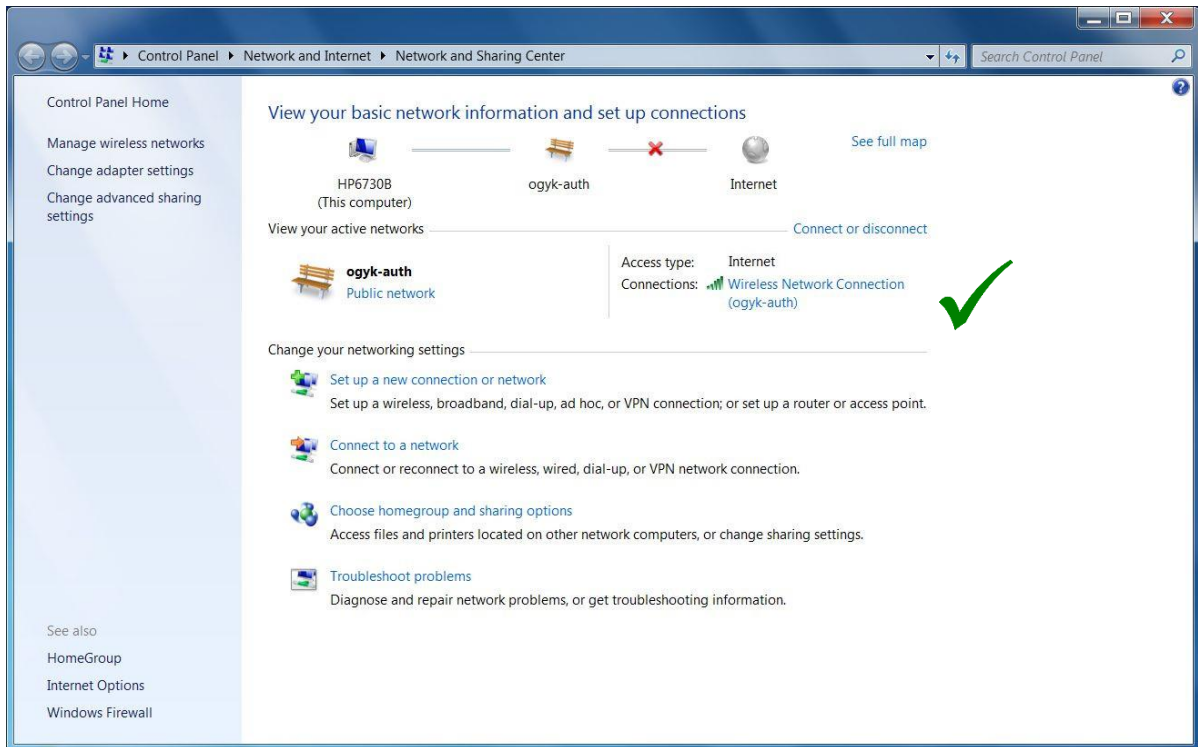 Control Panel ▸ Network and Internet ▸ Network and Sharing Center
Search Control Panel
Control Panel Home
Manage wireless networks
Change adapter settings
Change advanced sharing
settings
See also
HomeGroup
Internet Options
Windows Firewall
View your basic network information and set up connections
See full map
HP6730B
(This computer)
ogyk-auth
Internet
View your active networks
Connect or disconnect
ogyk-auth
Public network
Access type: Internet
Connections: Wireless Network Connection
(ogyk-auth)
Change your networking settings
Set up a new connection or network
Set up a wireless, broadband, dial-up, ad hoc, or VPN connection; or set up a router or access point.
Connect to a network
Connect or reconnect to a wireless, wired, dial-up, or VPN network connection.
Choose homegroup and sharing options
Access files and printers located on other network computers, or change sharing settings.
Troubleshoot problems
Diagnose and repair network problems, or get troubleshooting information.